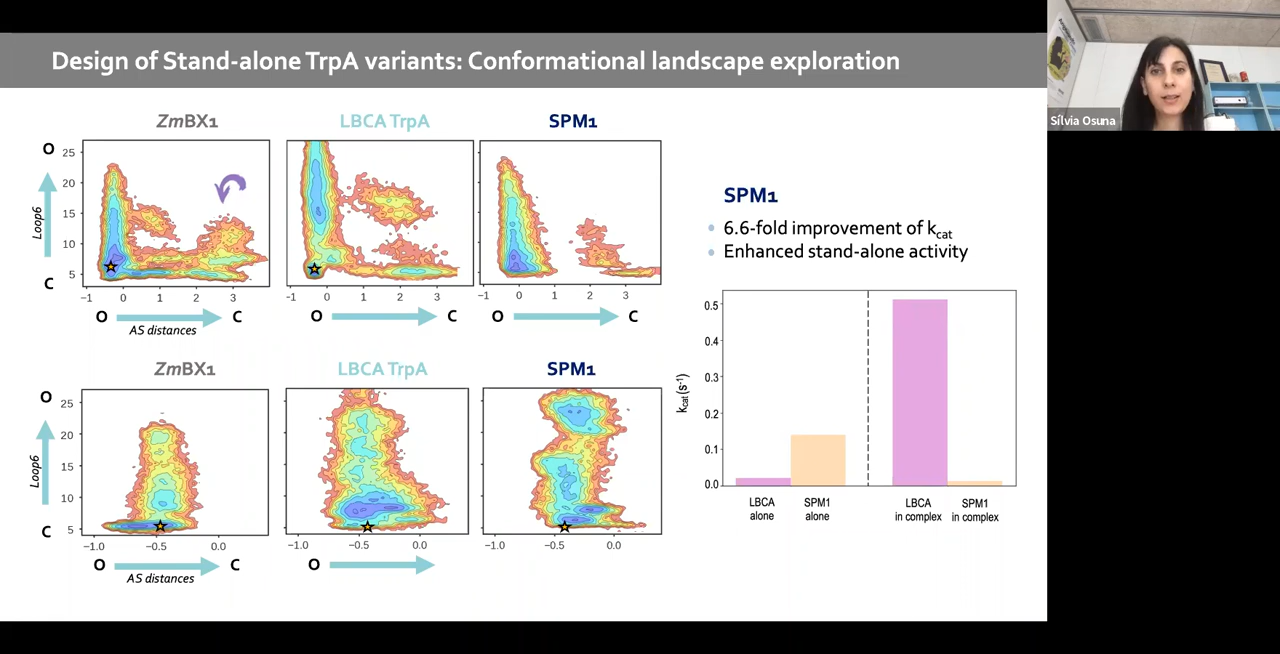 Design of Stand-alone TrpA variants: Conformational landscape exploration
Sílvia Osuna
ZmBX1
LBCA TrpA
SPM1
O
Loop6
C
25
20
15
10
5
−1 0 1 2 3
−1 0 1 2 3
−1 0 1 2 3
O C
AS distances
O C
O C
SPM1
6.6-fold improvement of kcat
Enhanced stand-alone activity
kcat(s-1)
0.5
0.4
0.3
0.2
0.1
0.0
LBCA alone
SPM1 alone
LBCA in complex
SPM1 in complex
ZmBX1
LBCA TrpA
SPM1
O
Loop6
C
25
20
15
10
5
−1.0 −0.5 0.0
−1.0 −0.5 0.0
−1.0 −0.5 0.0
O C
AS distances
O